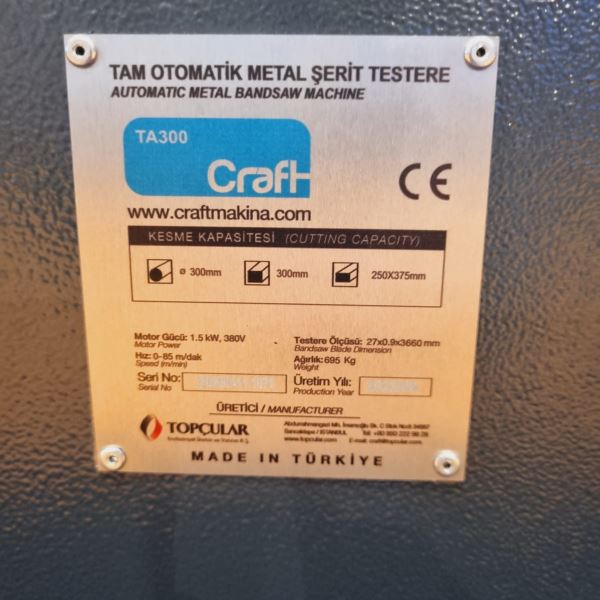 TAM OTOMATİK METAL ŞERİT TESTERE
AUTOMATIC METAL BANDSAW MACHINE
TA300
Craft
CE
www.craftmakina.com
KESME KAPASİTESİ (CUTTING CAPACITY)
ø 300mm 300mm 250X375mm
Motor Gücü: 1.5 kW, 380V
Motor Power
Hız: 0-85 m/dak
Speed (m/min)
Seri No:
Serial No
Testere Ölçüsü: 27x0.9x3660 mm
Bandsaw Blade Dimension
Ağırlık: 695 Kg
Weight
Üretim Yılı:
Production Year
ÜRETİCİ / MANUFACTURER
TOPÇULAR
www.topcular.com
MADE IN TÜRKİYE